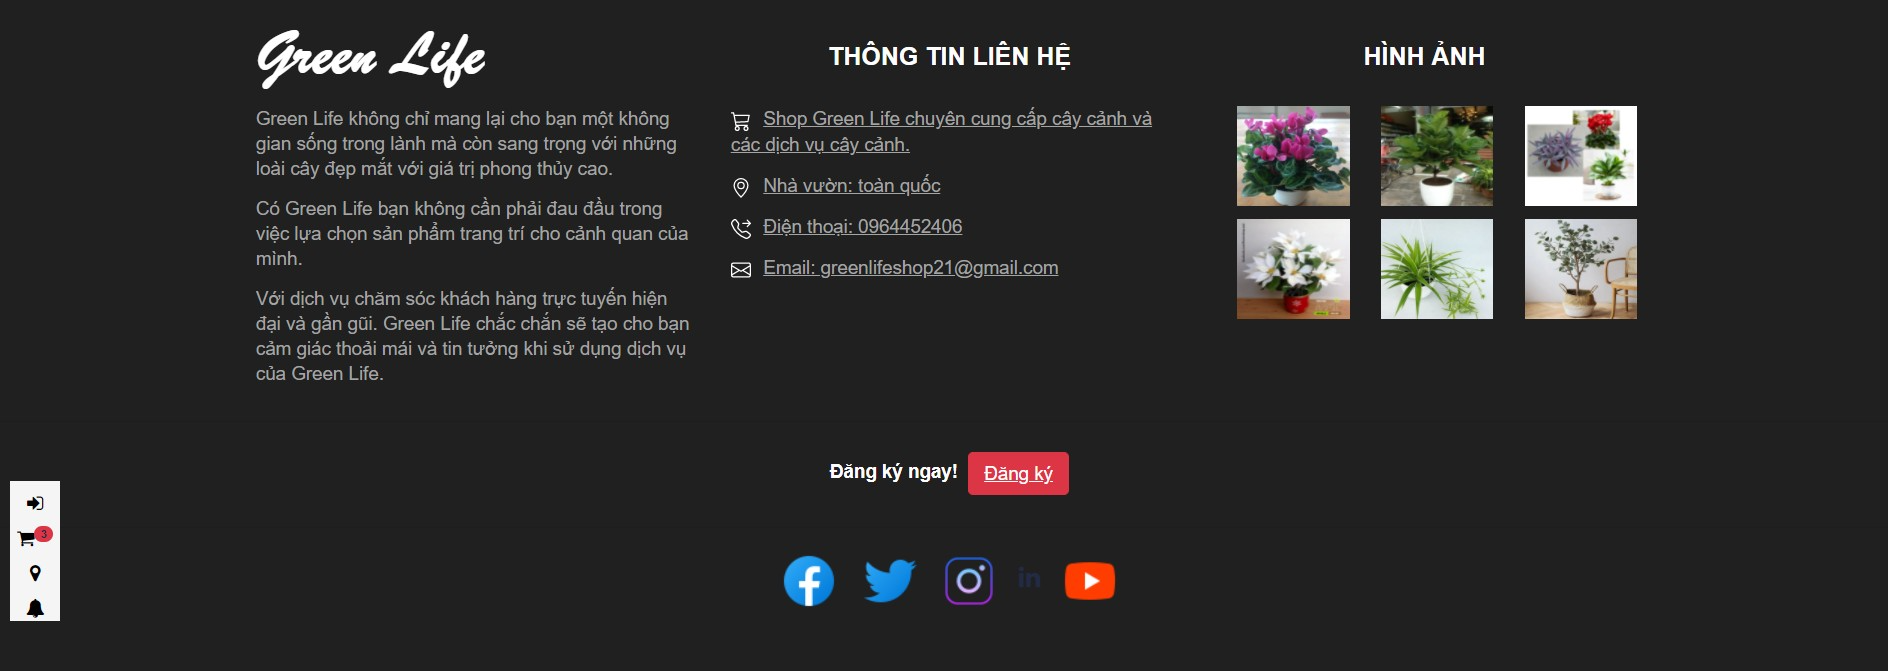 Green Life
Green Life không chỉ mang lại cho bạn một không
gian sống trong lành mà còn sang trọng với những
loài cây đẹp mắt với giá trị phong thủy cao.
Có Green Life bạn không cần phải đau đầu trong
việc lựa chọn sản phẩm trang trí cho cảnh quan của
mình.
Với dịch vụ chăm sóc khách hàng trực tuyến hiện
đại và gần gũi. Green Life chắc chắn sẽ tạo cho bạn
cảm giác thoải mái và tin tưởng khi sử dụng dịch vụ
của Green Life.
THÔNG TIN LIÊN HỆ
Shop Green Life chuyên cung cấp cây cảnh và
các dịch vụ cây cảnh.
Nhà vườn: toàn quốc
Điện thoại: 0964452406
Email: greenlifeshop21@gmail.com
HÌNH ẢNH
Đăng ký ngay! Đăng ký
3
in